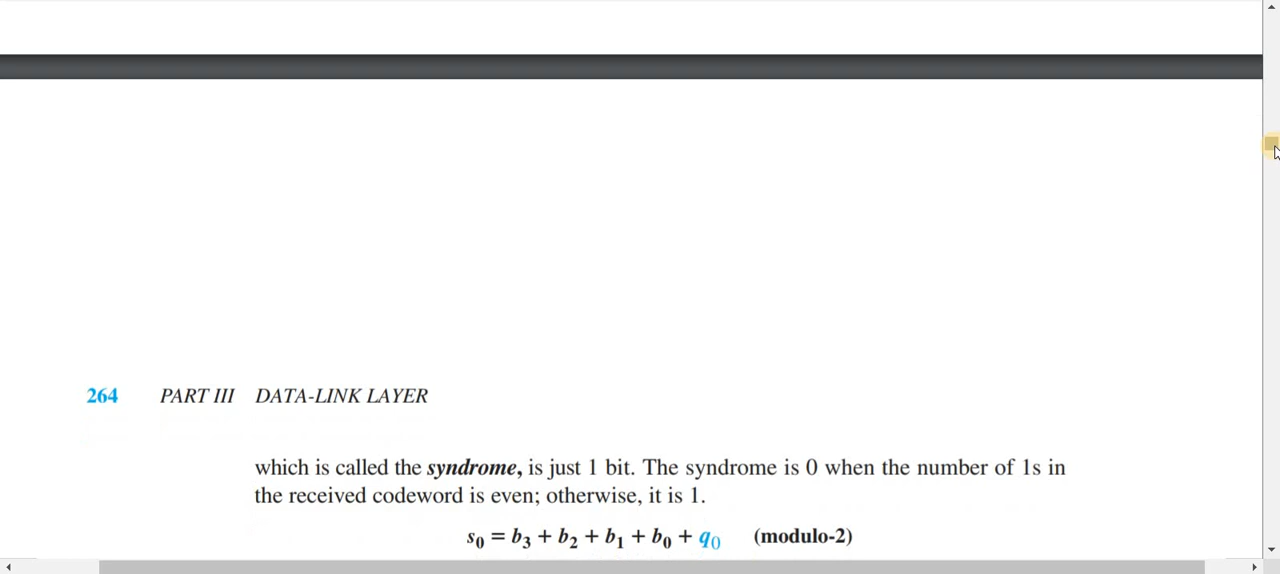 264 PART III DATA-LINK LAYER
which is called the syndrome, is just 1 bit. The syndrome is 0 when the number of 1s in
the received codeword is even; otherwise, it is 1.
s₀ = b₃ + b₂ + b₁ + b₀ + q₀ (modulo-2)